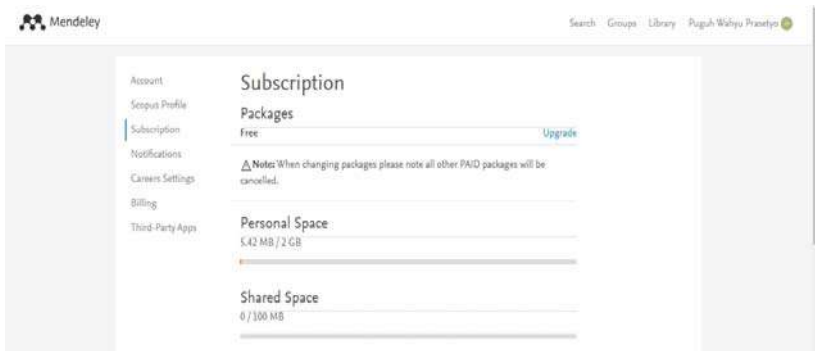 Mendeley
Search Groups Library Puguh Wahyu Prasetyo
Account
Scopus Profile
Subscription
Notifications
Careers Settings
Billing
Third-Party Apps
Subscription
Packages
Free Upgrade
Note: When changing packages please note all other PAID packages will be
cancelled.
Personal Space
5.42 MB / 2 GB
Shared Space
0 / 100 MB